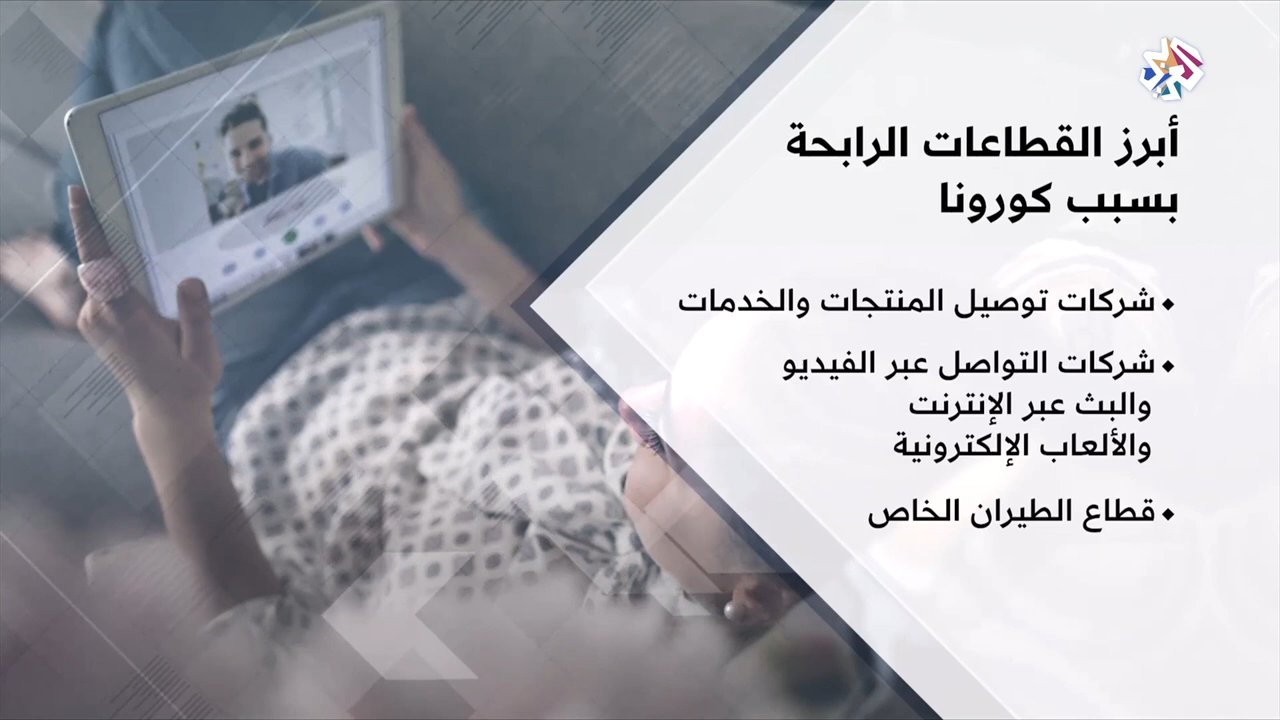 أبرز القطاعات الرابحة
بسبب كورونا
شركات توصيل المنتجات والخدمات
شركات التواصل عبر الفيديو
والبث عبر الإنترنت
والألعاب الإلكترونية
قطاع الطيران الخاص